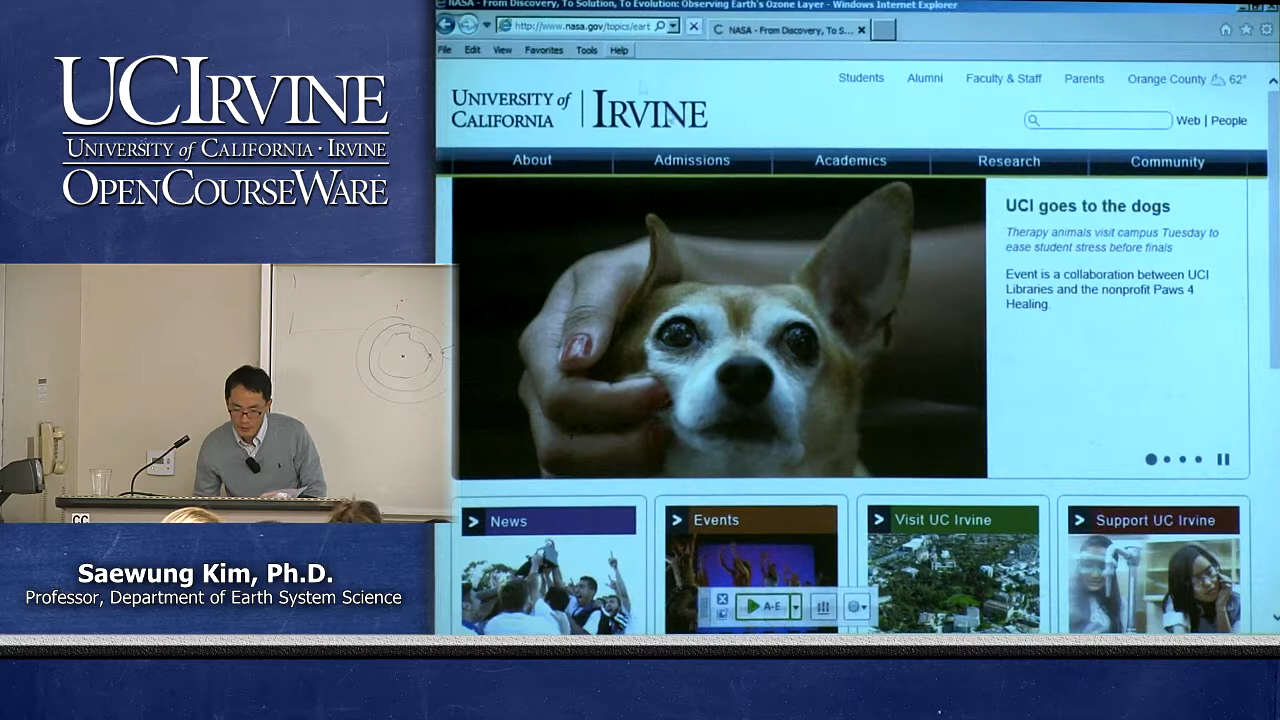 UCIRVINE
UNIVERSITY of CALIFORNIA · IRVINE
OPENCOURSEWARE
CC
Saewung Kim, Ph.D.
Professor, Department of Earth System Science
NASA - From Discovery, To Solution, To Evolution: Observing Earth's Ozone Layer - Windows Internet Explorer
http://www.nasa.gov/topics/eart
NASA - From Discovery, To S...
File Edit View Favorites Tools Help
Students Alumni Faculty & Staff Parents Orange County 62°
UNIVERSITY of CALIFORNIA | IRVINE
Web | People
About Admissions Academics Research Community
UCI goes to the dogs
Therapy animals visit campus Tuesday to
ease student stress before finals
Event is a collaboration between UCI
Libraries and the nonprofit Paws 4
Healing.
News Events Visit UC Irvine Support UC Irvine
A-E